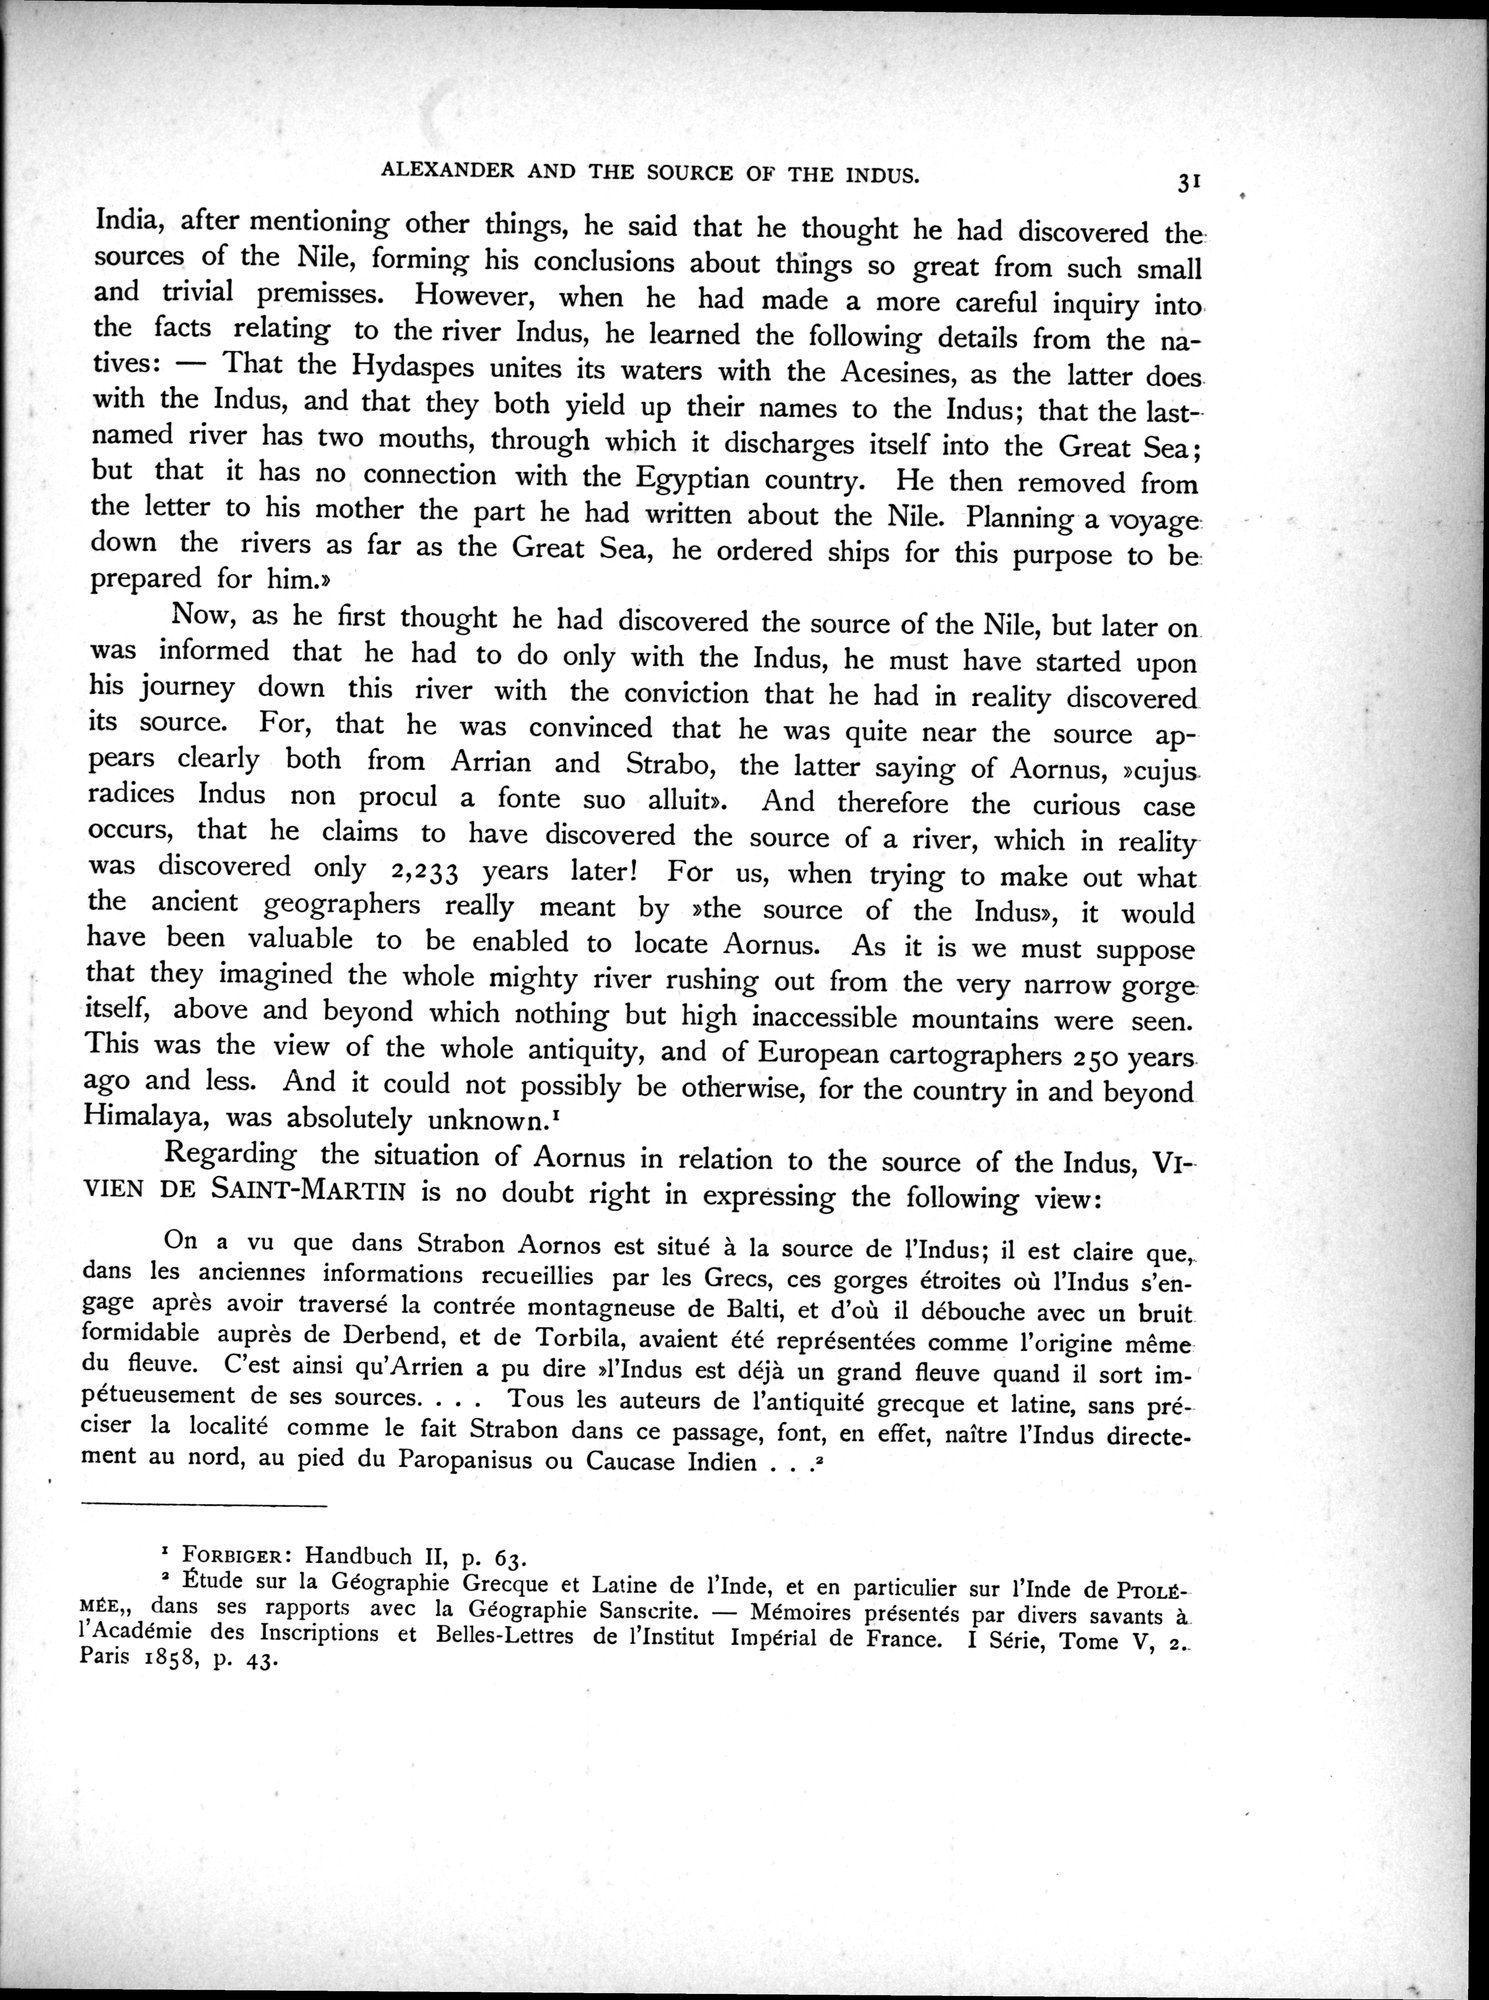 ALEXANDER AND THE SOURCE OF THE INDUS. 31
India, after mentioning other things, he said that he thought he had discovered the
sources of the Nile, forming his conclusions about things so great from such small
and trivial premisses. However, when he had made a more careful inquiry into
the facts relating to the river Indus, he learned the following details from the na-
tives: — That the Hydaspes unites its waters with the Acesines, as the latter does
with the Indus, and that they both yield up their names to the Indus; that the last-
named river has two mouths, through which it discharges itself into the Great Sea;
but that it has no connection with the Egyptian country. He then removed from
the letter to his mother the part he had written about the Nile. Planning a voyage
down the rivers as far as the Great Sea, he ordered ships for this purpose to be
prepared for him.»
Now, as he first thought he had discovered the source of the Nile, but later on
was informed that he had to do only with the Indus, he must have started upon
his journey down this river with the conviction that he had in reality discovered
its source. For, that he was convinced that he was quite near the source ap-
pears clearly both from Arrian and Strabo, the latter saying of Aornus, »cujus
radices Indus non procul a fonte suo alluit». And therefore the curious case
occurs, that he claims to have discovered the source of a river, which in reality
was discovered only 2,233 years later! For us, when trying to make out what
the ancient geographers really meant by »the source of the Indus», it would
have been valuable to be enabled to locate Aornus. As it is we must suppose
that they imagined the whole mighty river rushing out from the very narrow gorge
itself, above and beyond which nothing but high inaccessible mountains were seen.
This was the view of the whole antiquity, and of European cartographers 250 years
ago and less. And it could not possibly be otherwise, for the country in and beyond
Himalaya, was absolutely unknown.¹
Regarding the situation of Aornus in relation to the source of the Indus, VI-
VIEN DE SAINT-MARTIN is no doubt right in expressing the following view:
On a vu que dans Strabon Aornos est situé à la source de l'Indus; il est claire que,
dans les anciennes informations recueillies par les Grecs, ces gorges étroites où l'Indus s'en-
gage après avoir traversé la contrée montagneuse de Balti, et d'où il débouche avec un bruit
formidable auprès de Derbend, et de Torbila, avaient été représentées comme l'origine même
du fleuve. C'est ainsi qu'Arrien a pu dire »l'Indus est déjà un grand fleuve quand il sort im-
pétueusement de ses sources. . . . Tous les auteurs de l'antiquité grecque et latine, sans pré-
ciser la localité comme le fait Strabon dans ce passage, font, en effet, naître l'Indus directe-
ment au nord, au pied du Paropanisus ou Caucase Indien . . .²
¹ FORBIGER: Handbuch II, p. 63.
² Étude sur la Géographie Grecque et Latine de l'Inde, et en particulier sur l'Inde de PTOLÉ-
MÉE,, dans ses rapports avec la Géographie Sanscrite. — Mémoires présentés par divers savants à
l'Académie des Inscriptions et Belles-Lettres de l'Institut Impérial de France. I Série, Tome V, 2.
Paris 1858, p. 43.